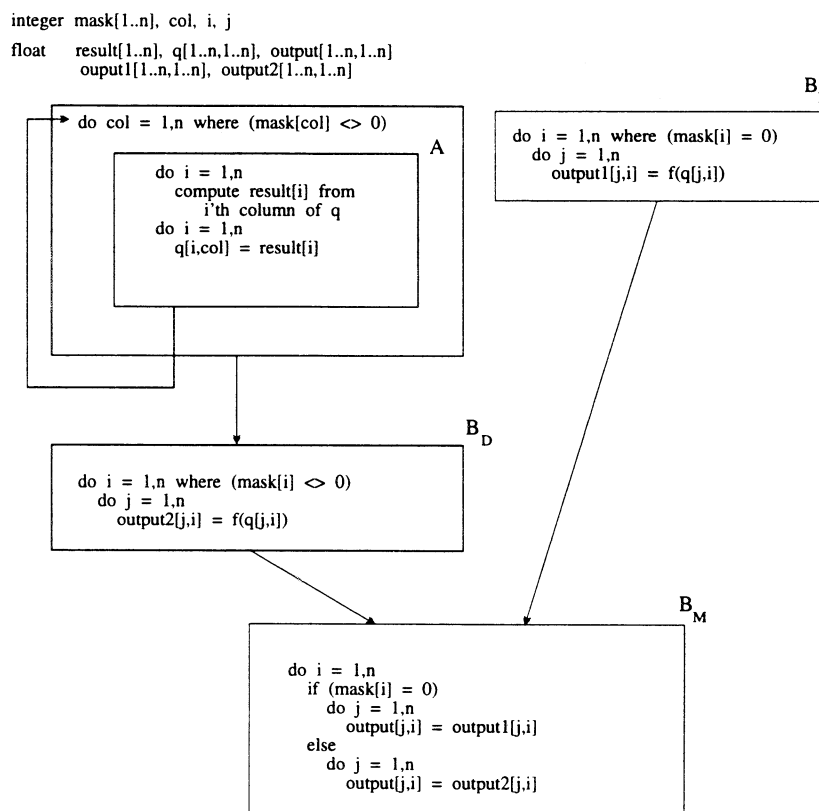 integer mask[1..n], col, i, j
float result[1..n], q[1..n,1..n], output[1..n,1..n]
ouput1[1..n,1..n], output2[1..n,1..n]
do col = 1,n where (mask[col] <> 0)
A
do i = 1,n
compute result[i] from
i'th column of q
do i = 1,n
q[i,col] = result[i]
B
do i = 1,n where (mask[i] = 0)
do j = 1,n
output1[j,i] = f(q[j,i])
B_D
do i = 1,n where (mask[i] <> 0)
do j = 1,n
output2[j,i] = f(q[j,i])
B_M
do i = 1,n
if (mask[i] = 0)
do j = 1,n
output[j,i] = output1[j,i]
else
do j = 1,n
output[j,i] = output2[j,i]